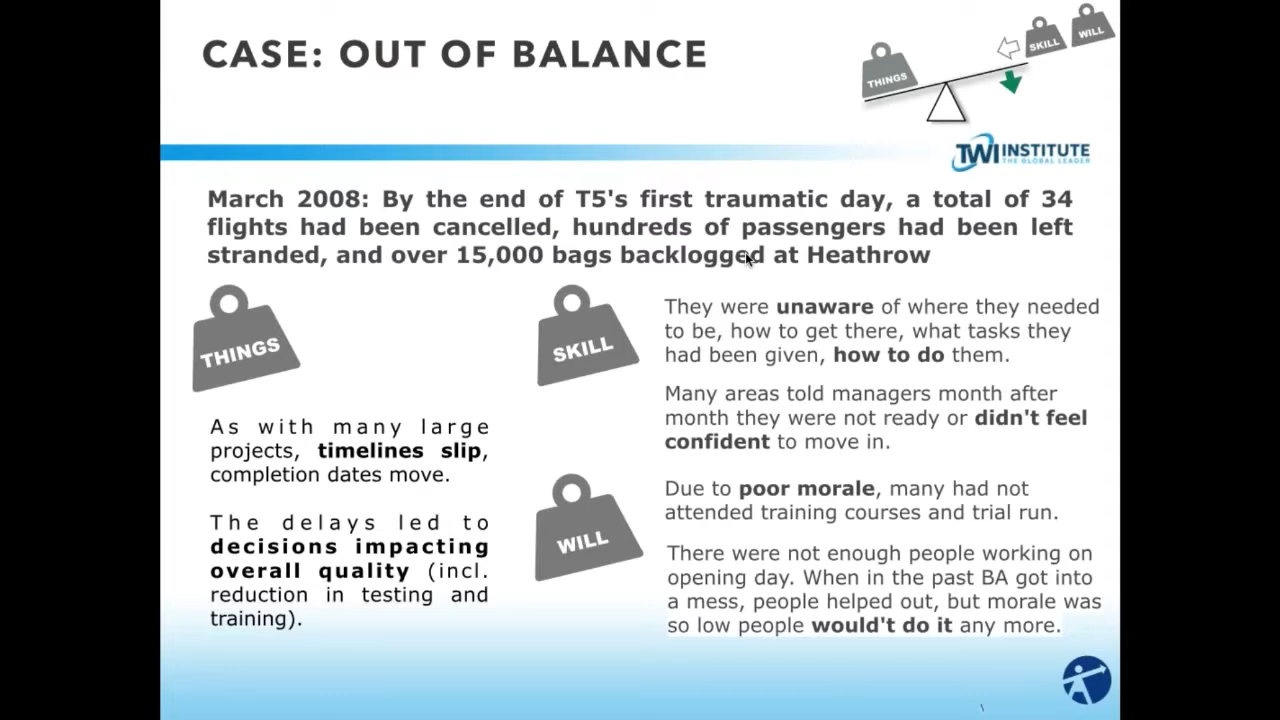 CASE: OUT OF BALANCE
THINGS
SKILL
WILL
TWI INSTITUTE
THE GLOBAL LEADER
March 2008: By the end of T5's first traumatic day, a total of 34
flights had been cancelled, hundreds of passengers had been left
stranded, and over 15,000 bags backlogged at Heathrow
THINGS
As with many large
projects, timelines slip,
completion dates move.
The delays led to
decisions impacting
overall quality (incl.
reduction in testing and
training).
SKILL
They were unaware of where they needed
to be, how to get there, what tasks they
had been given, how to do them.
Many areas told managers month after
month they were not ready or didn't feel
confident to move in.
WILL
Due to poor morale, many had not
attended training courses and trial run.
There were not enough people working on
opening day. When in the past BA got into
a mess, people helped out, but morale was
so low people would't do it any more.